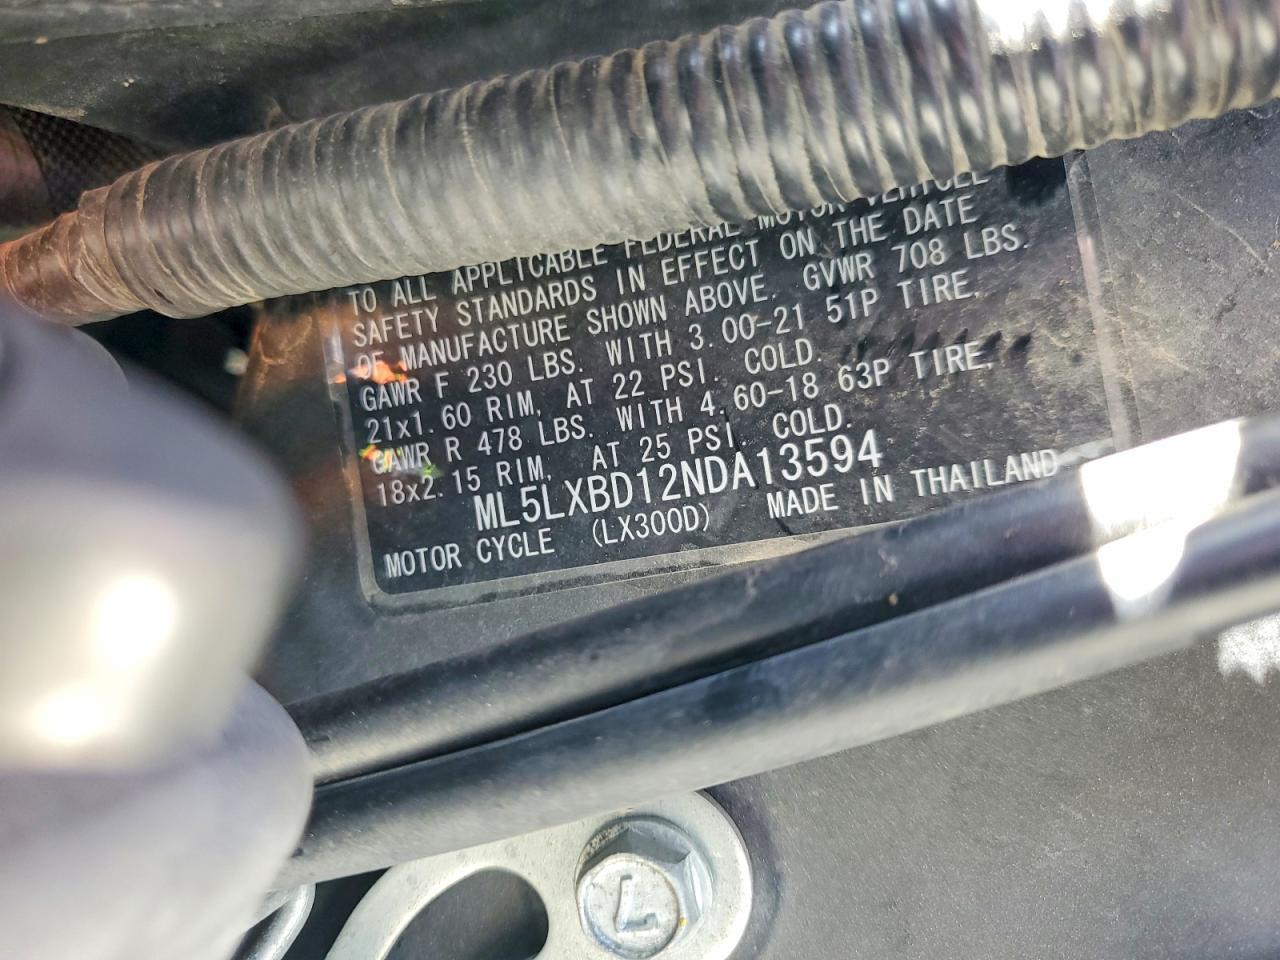 TO ALL APPLICABLE FEDERAL MOTOR VEHICLE
SAFETY STANDARDS IN EFFECT ON THE DATE
OF MANUFACTURE SHOWN ABOVE. GVWR 708 LBS.
GAWR F 230 LBS. WITH 3.00-21 51P TIRE,
21x1.60 RIM, AT 22 PSI. COLD.
GAWR R 478 LBS. WITH 4.60-18 63P TIRE,
18x2.15 RIM, AT 25 PSI. COLD.
ML5LXBD12NDA13594
MOTOR CYCLE (LX300D) MADE IN THAILAND
7